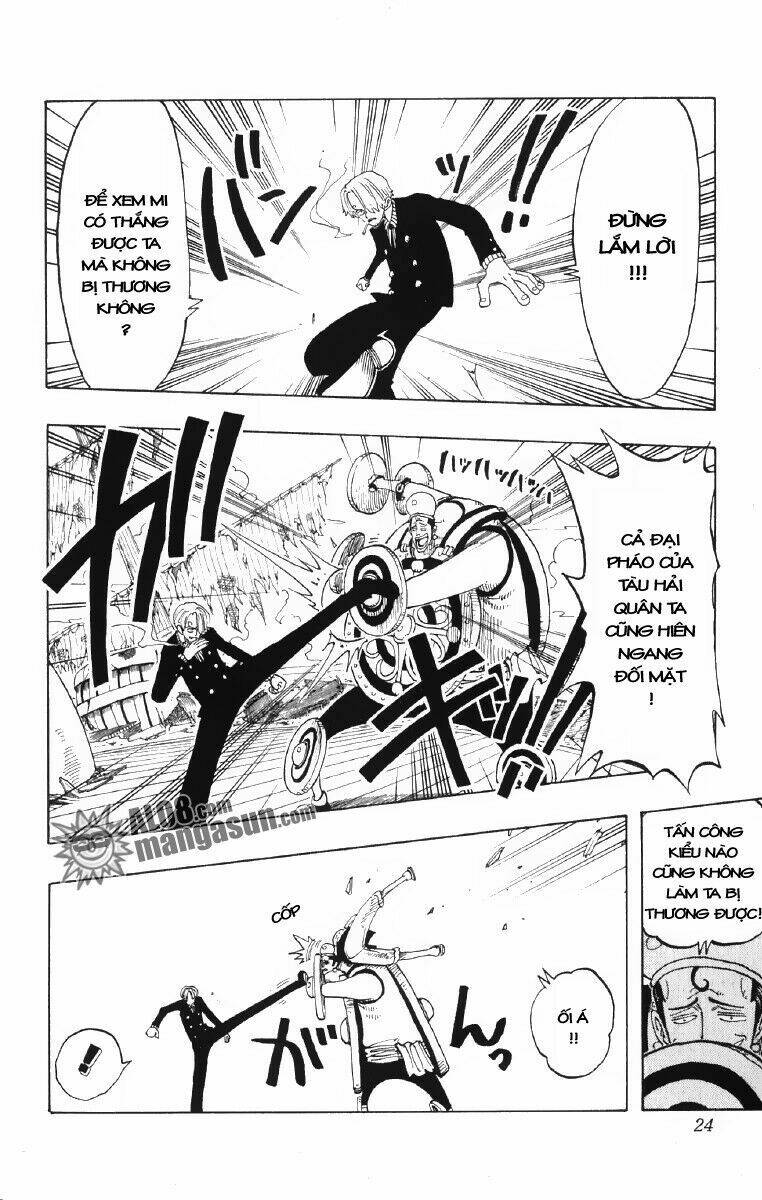 ĐỪNG
LẮM LỜI
!!!
ĐỂ XEM MI
CÓ THẮNG
ĐƯỢC TA
MÀ KHÔNG
BỊ THƯƠNG
KHÔNG
?
バンッ
ハッハッハッハッハッ
CẢ ĐẠI
PHÁO CỦA
TÀU HẢI
QUÂN TA
CŨNG HIÊN
NGANG
ĐỐI MẶT
!
AL08.com
mangasun.com
TẤN CÔNG
KIỂU NÀO
CŨNG KHÔNG
LÀM TA BỊ
THƯƠNG ĐƯỢC!
CỐP
ỐI Á
!!
がんっ
!
24